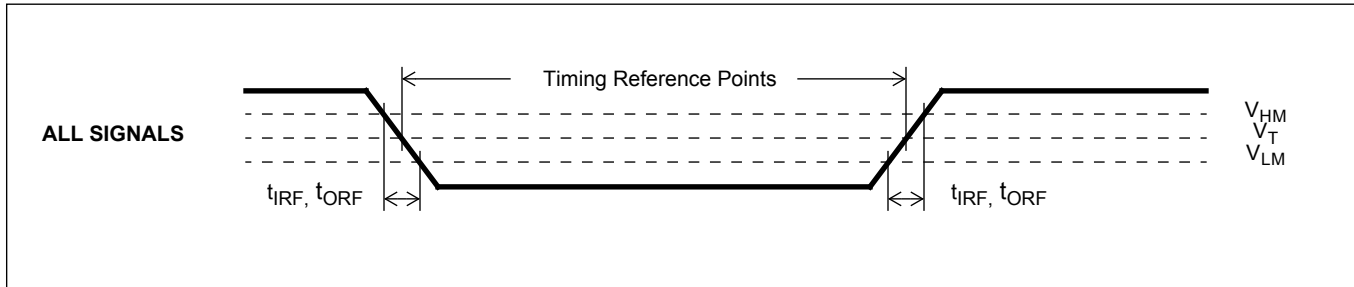 Timing Reference Points
ALL SIGNALS
V_HM
V_T
V_LM
t_IRF, t_ORF
t_IRF, t_ORF